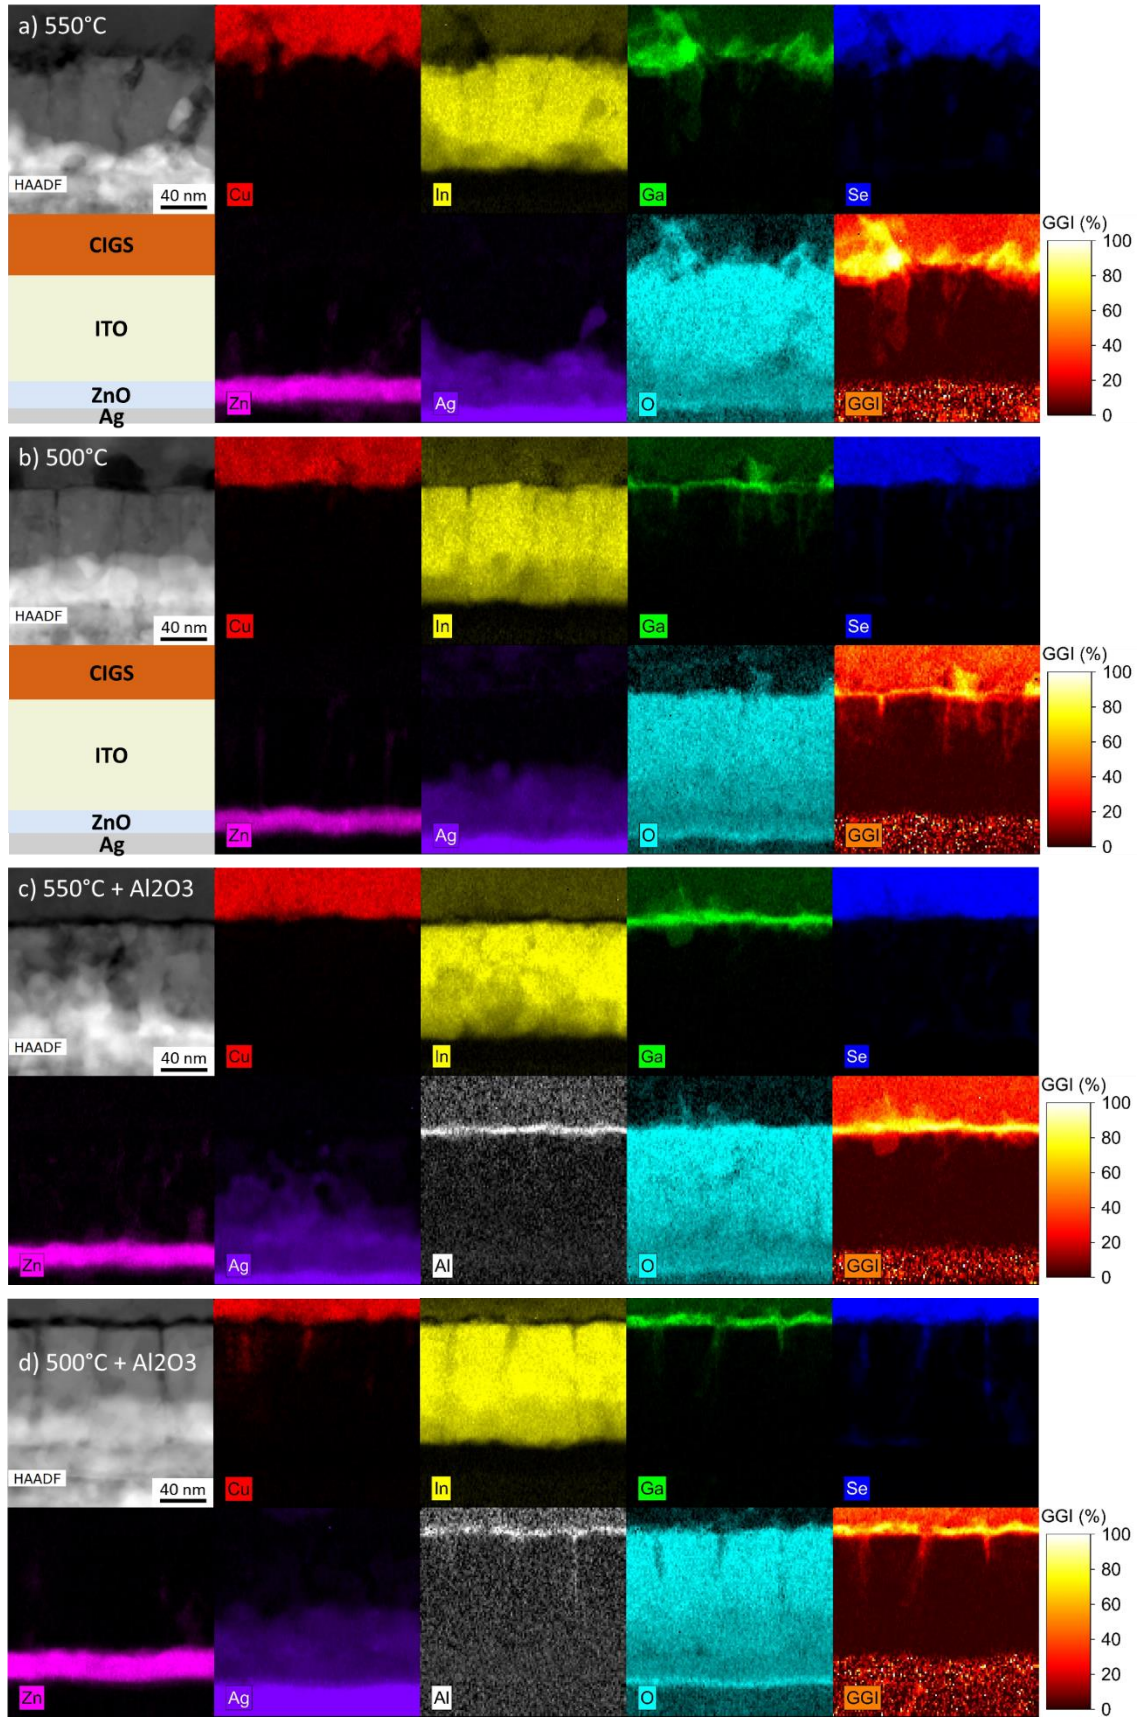 a) 550°C
HAADF
40 nm
Cu
In
Ga
Se
CIGS
ITO
ZnO
Ag
Zn
Ag
O
GGI
GGI (%)
100
80
60
40
20
0
b) 500°C
HAADF
40 nm
Cu
In
Ga
Se
CIGS
ITO
ZnO
Ag
Zn
Ag
O
GGI
GGI (%)
100
80
60
40
20
0
c) 550°C + Al2O3
HAADF
40 nm
Cu
In
Ga
Se
Zn
Ag
Al
O
GGI
GGI (%)
100
80
60
40
20
0
d) 500°C + Al2O3
HAADF
40 nm
Cu
In
Ga
Se
Zn
Ag
Al
O
GGI
GGI (%)
100
80
60
40
20
0